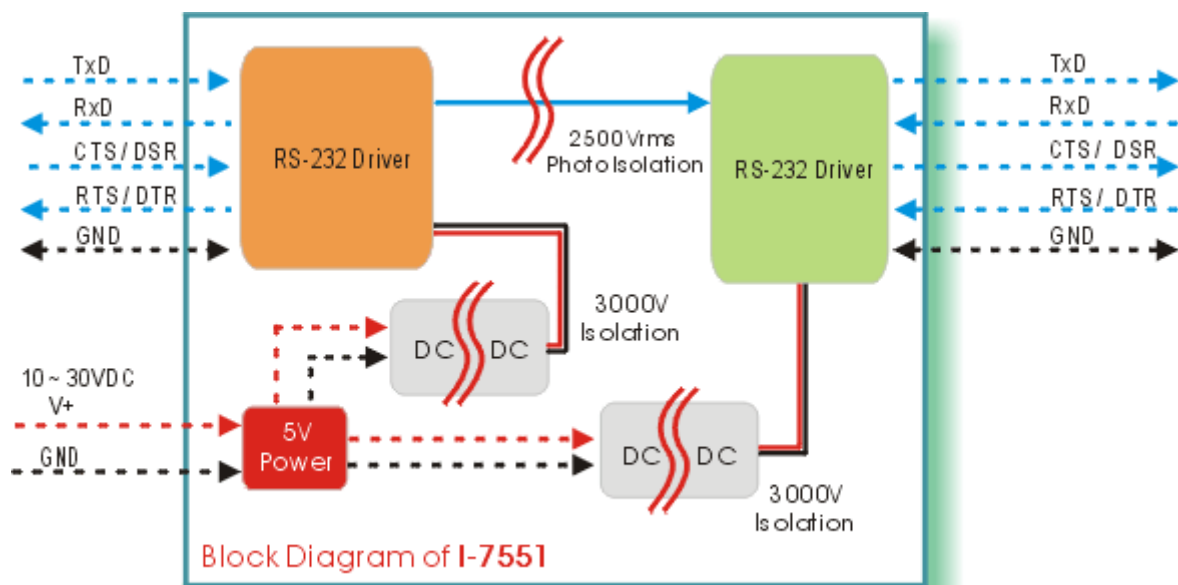 TxD
RxD
CTS/DSR
RTS/DTR
GND
RS-232 Driver
2500Vrms
Photo Isolation
RS-232 Driver
TxD
RxD
CTS/ DSR
RTS/ DTR
GND
3000V
Isolation
DC DC
10~30VDC
V+
GND
5V
Power
DC DC
3000V
Isolation
Block Diagram of I-7551